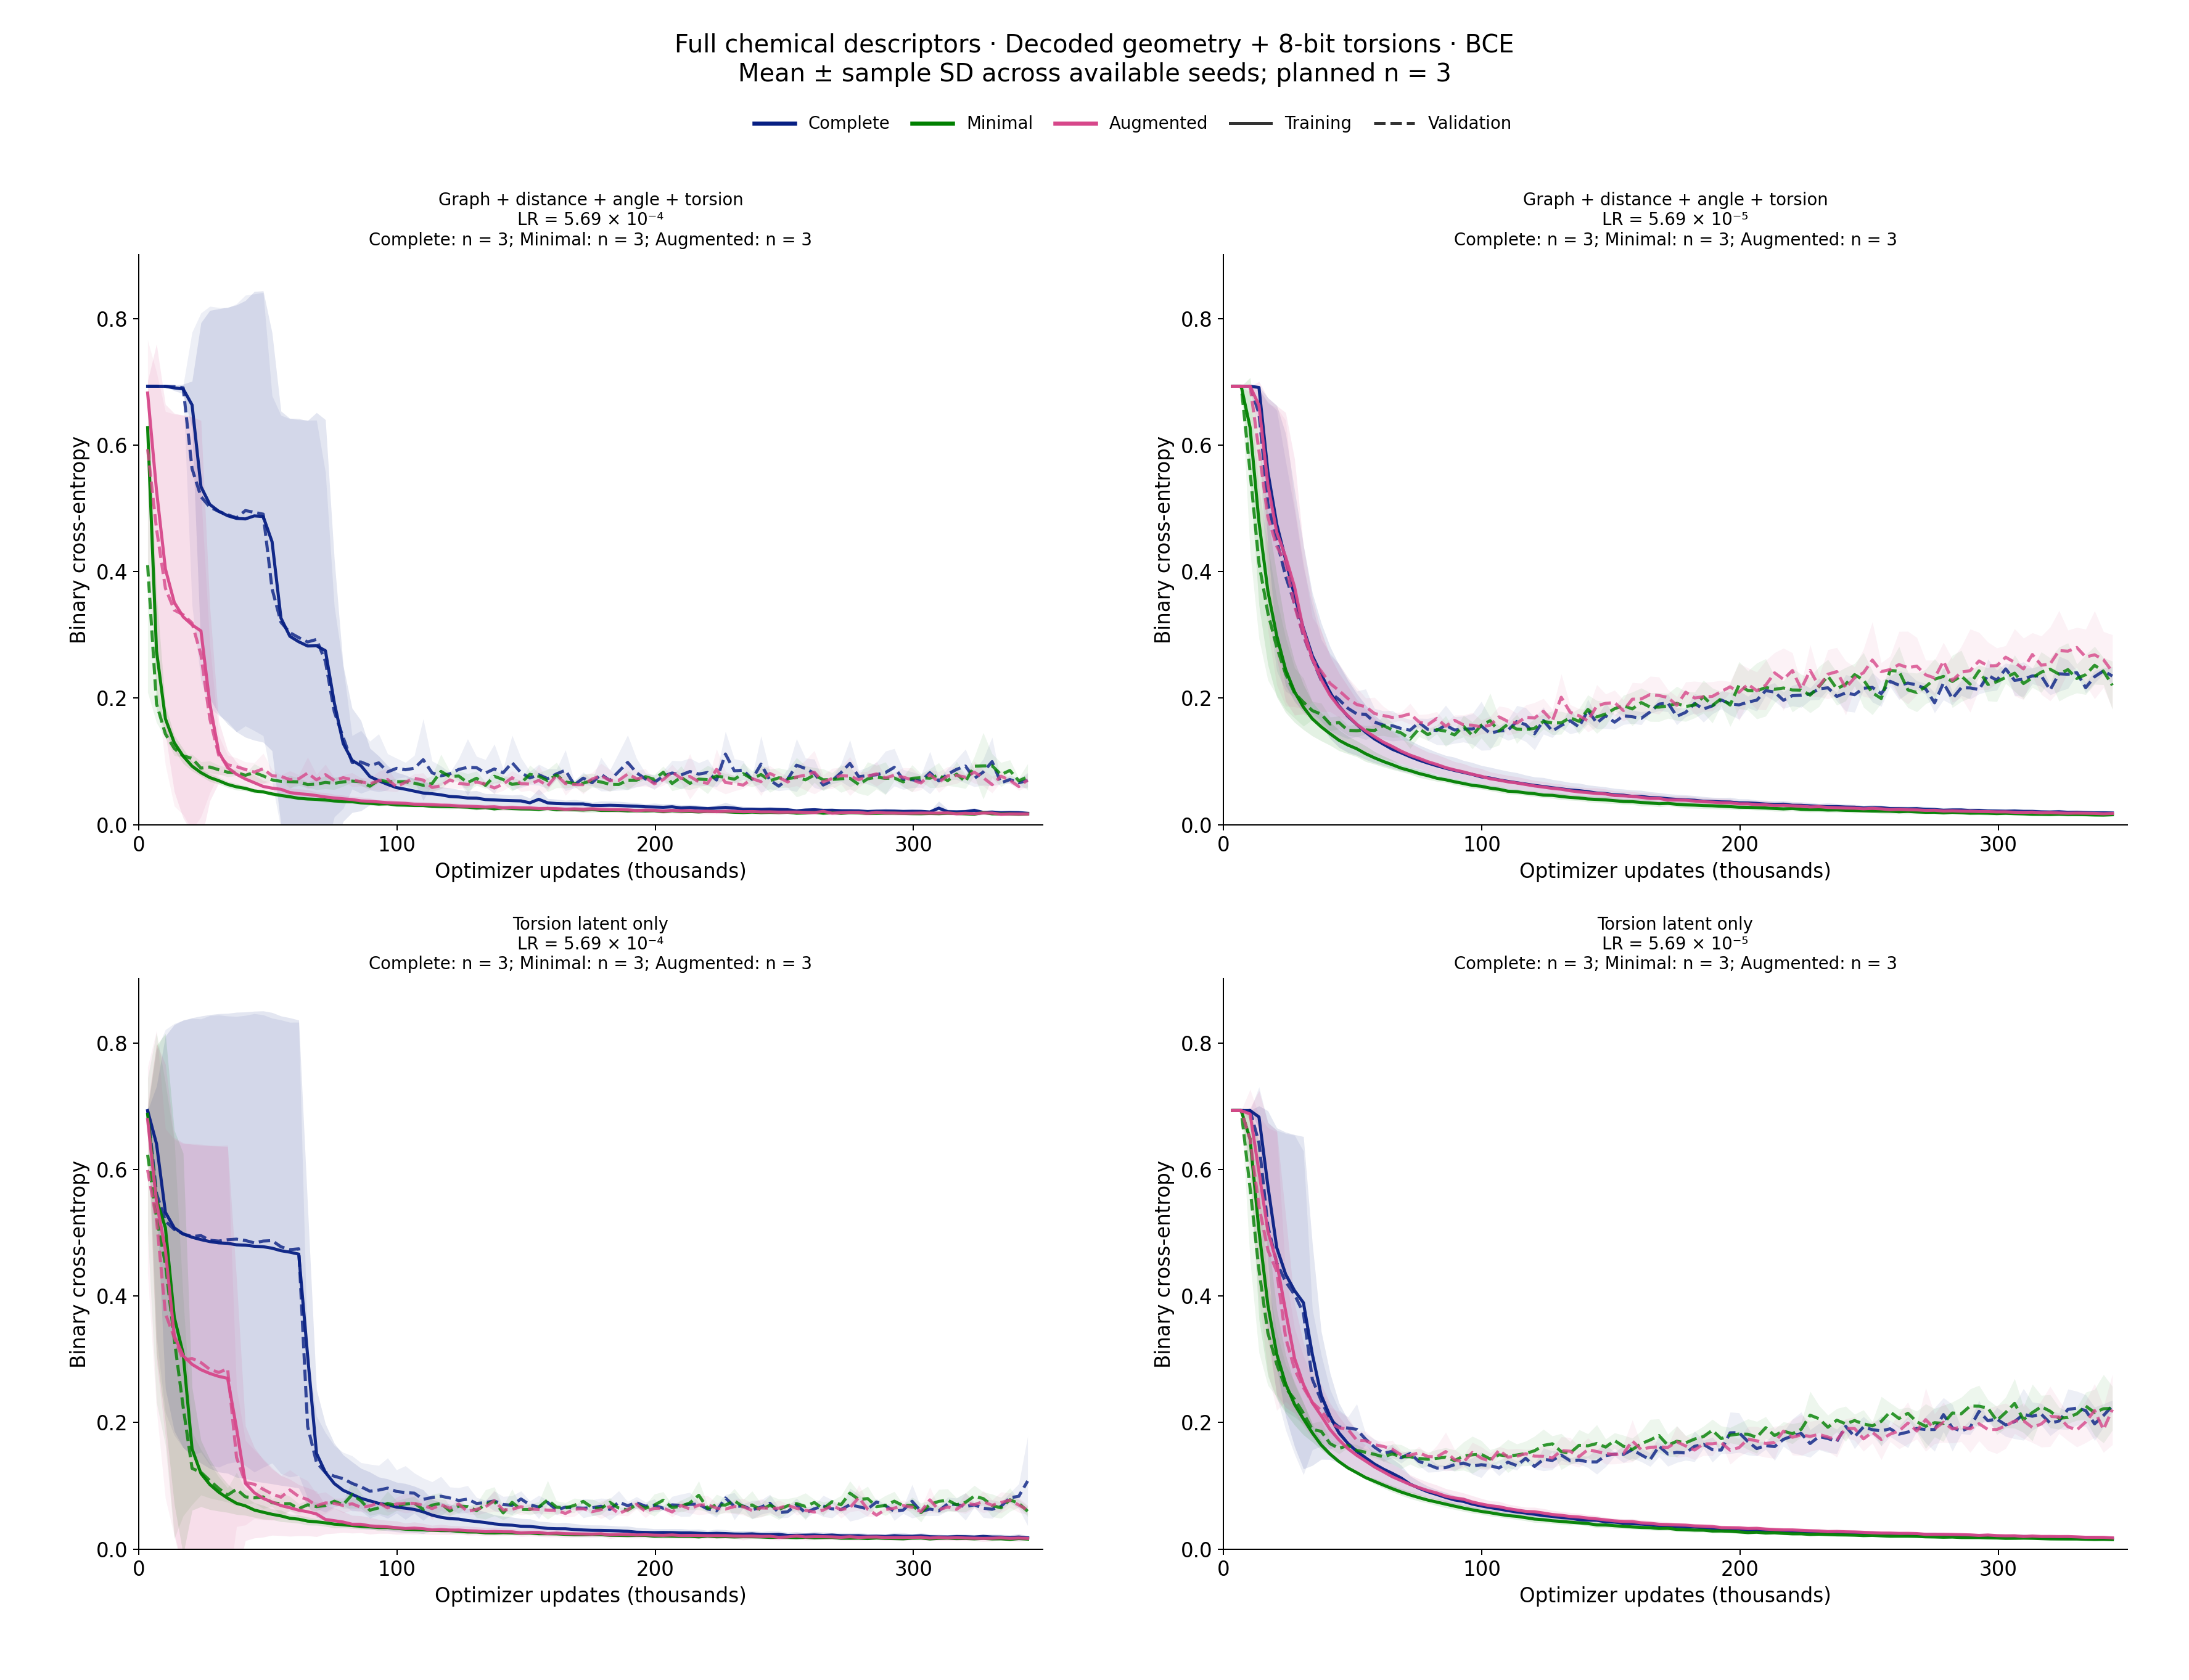 Full chemical descriptors · Decoded geometry + 8-bit torsions · BCE
Mean ± sample SD across available seeds; planned n = 3
Complete
Minimal
Augmented
Training
Validation
Graph + distance + angle + torsion
LR = 5.69 × 10⁻⁴
Complete: n = 3; Minimal: n = 3; Augmented: n = 3
Binary cross-entropy
0.8
0.6
0.4
0.2
0.0
0
100
200
300
Optimizer updates (thousands)
Graph + distance + angle + torsion
LR = 5.69 × 10⁻⁵
Complete: n = 3; Minimal: n = 3; Augmented: n = 3
Binary cross-entropy
0.8
0.6
0.4
0.2
0.0
0
100
200
300
Optimizer updates (thousands)
Torsion latent only
LR = 5.69 × 10⁻⁴
Complete: n = 3; Minimal: n = 3; Augmented: n = 3
Binary cross-entropy
0.8
0.6
0.4
0.2
0.0
0
100
200
300
Optimizer updates (thousands)
Torsion latent only
LR = 5.69 × 10⁻⁵
Complete: n = 3; Minimal: n = 3; Augmented: n = 3
Binary cross-entropy
0.8
0.6
0.4
0.2
0.0
0
100
200
300
Optimizer updates (thousands)